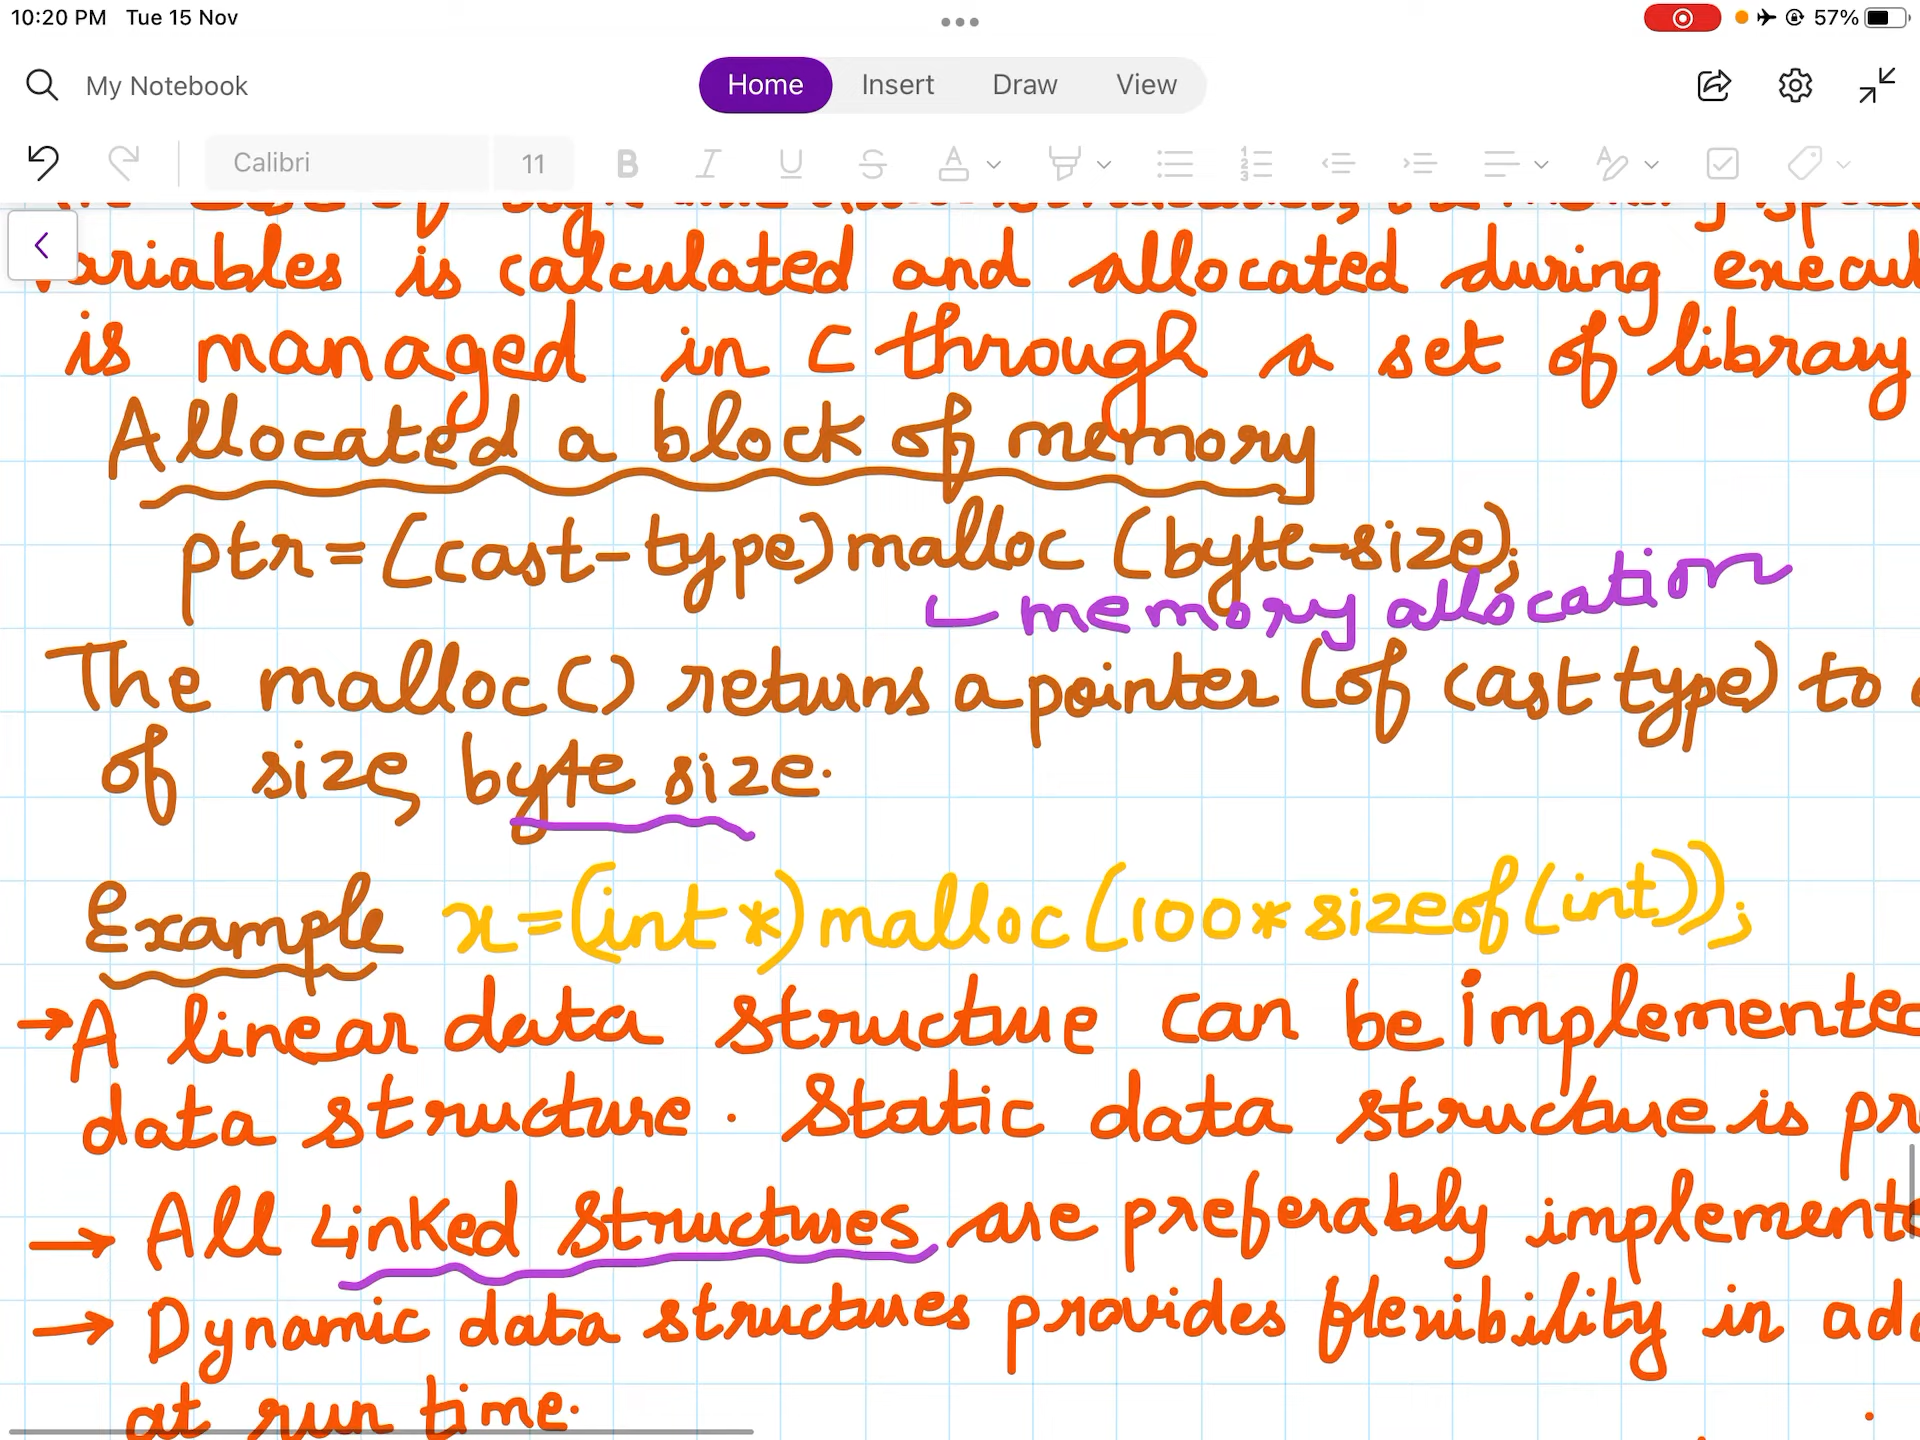 10:20 PM Tue 15 Nov
57%
My Notebook
Home Insert Draw View
Calibri 11 B I U S A
variables is calculated and allocated during execut
is managed in C through a set of library
Allocated a block of memory
ptr=(cast-type)malloc (byte-size);
memory allocation
The malloc() returns a pointer (of cast type) to a
of size, byte size.
Example x=(int*)malloc(100*sizeof(int));
→A linear data structure can be implemented
data structure. Static data structure is pr
→ All Linked Structures are preferably implemente
→ Dynamic data structures provides flexibility in add
at run time.